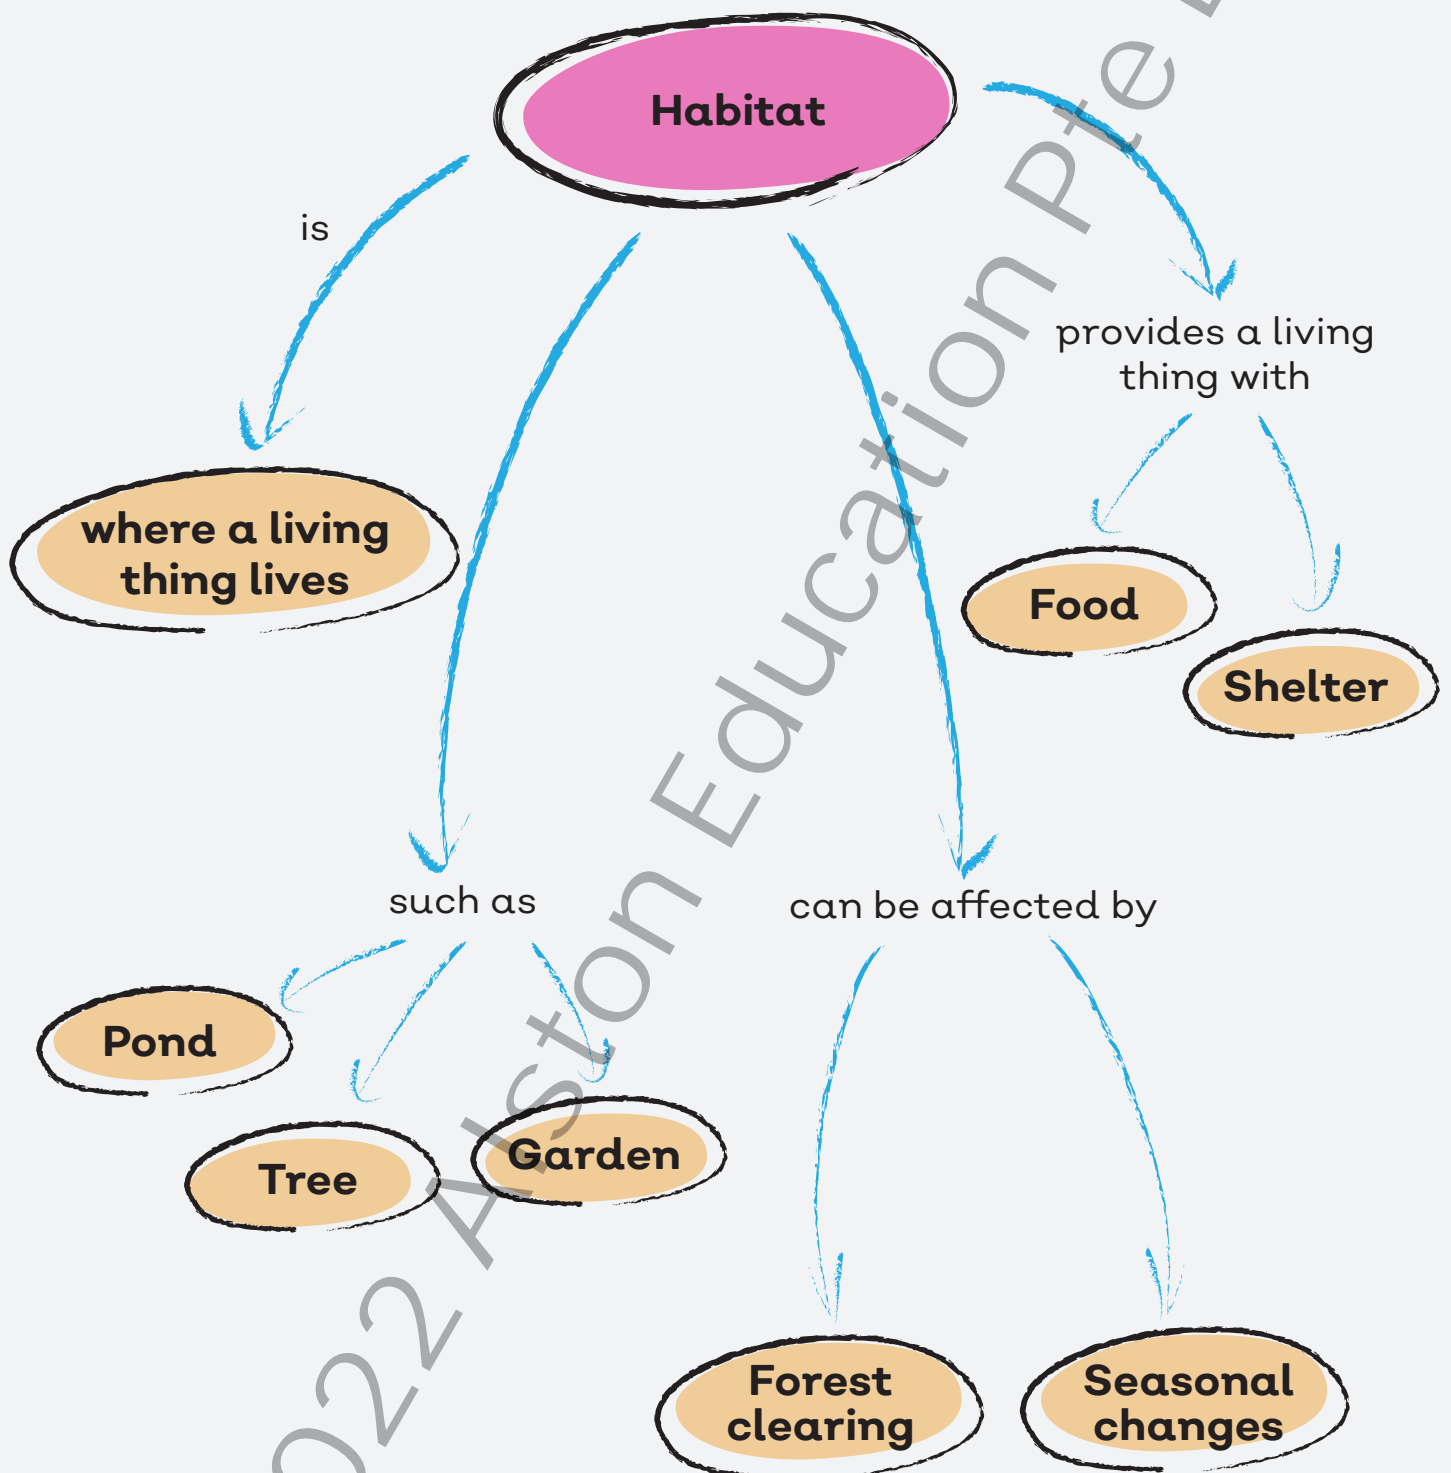 Habitat
is
where a living
thing lives
provides a living
thing with
Food
Shelter
such as
Pond
Tree
Garden
can be affected by
Forest
clearing
Seasonal
changes
022 Alston Education Pte